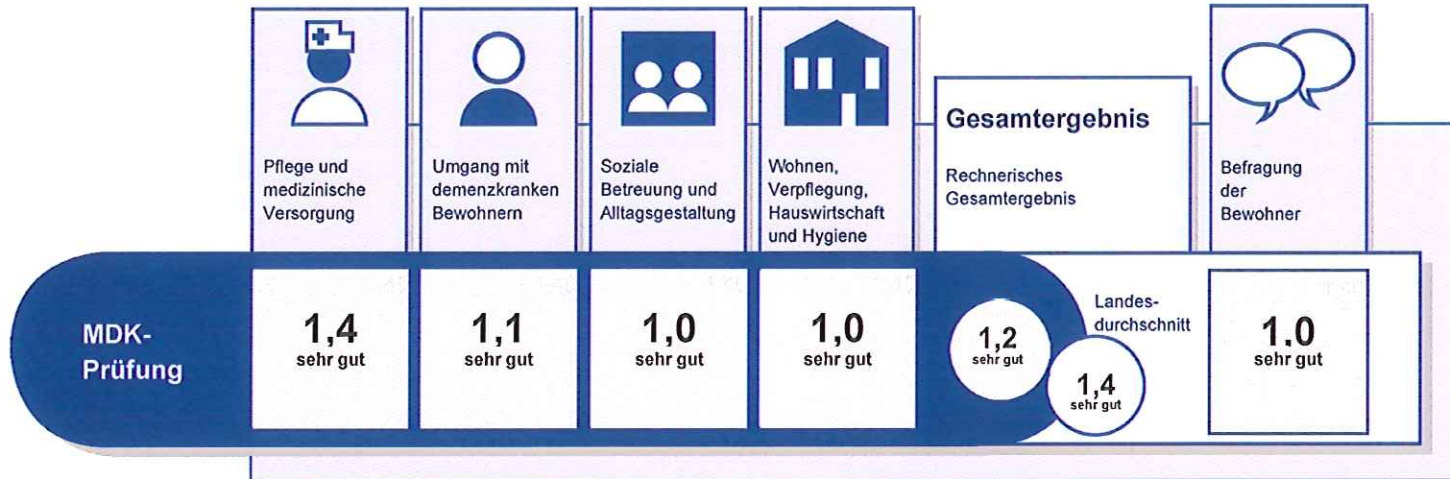 Pflege und
medizinische
Versorgung
Umgang mit
demenzkranken
Bewohnern
Soziale
Betreuung und
Alltagsgestaltung
Wohnen,
Verpflegung,
Hauswirtschaft
und Hygiene
Gesamtergebnis
Rechnerisches
Gesamtergebnis
Befragung
der
Bewohner
MDK-
Prüfung
1,4
sehr gut
1,1
sehr gut
1,0
sehr gut
1,0
sehr gut
1,2
sehr gut
Landes-
durchschnitt
1,4
sehr gut
1.0
sehr gut